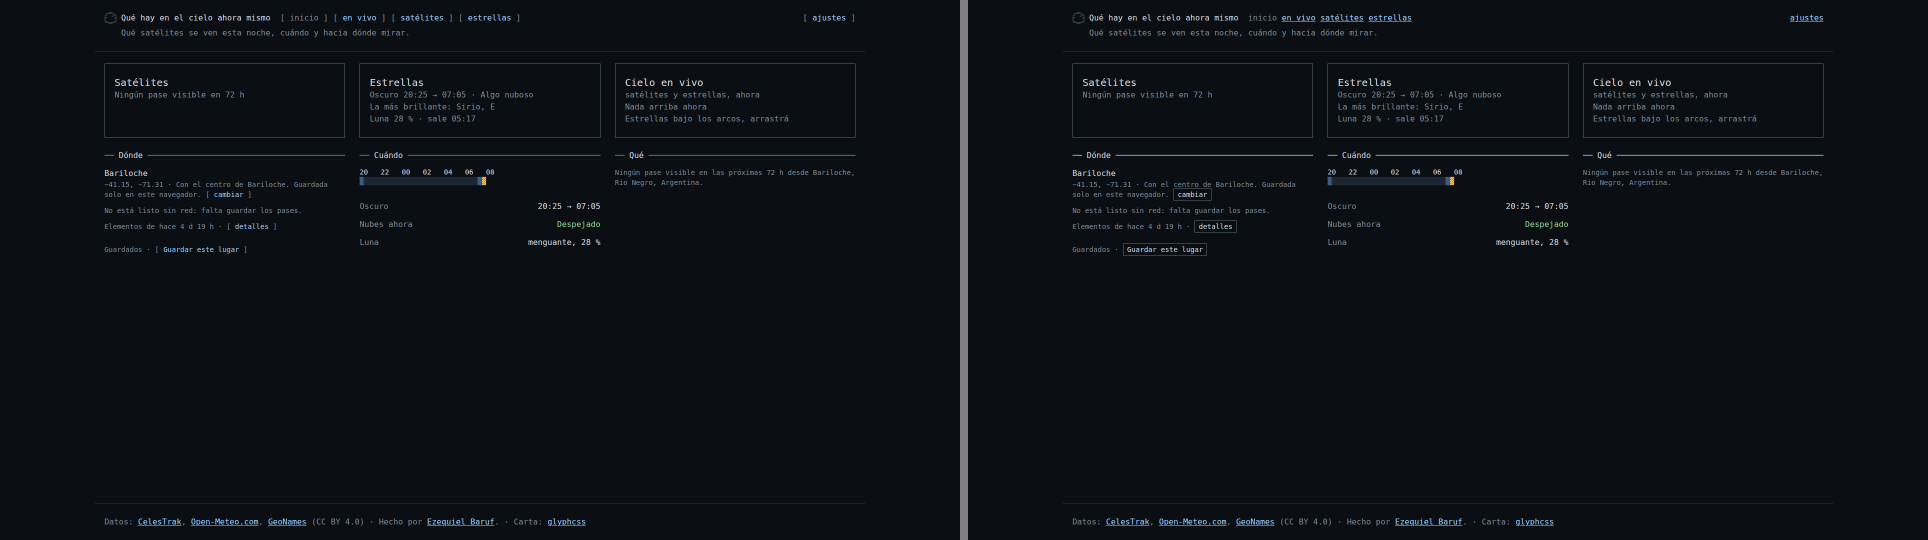 Qué hay en el cielo ahora mismo [ inicio ] [ en vivo ] [ satélites ] [ estrellas ] [ ajustes ]
Qué satélites se ven esta noche, cuándo y hacia dónde mirar.
Satélites
Ningún pase visible en 72 h
Estrellas
Oscuro 20:25 → 07:05 · Algo nuboso
La más brillante: Sirio, E
Luna 28 % · sale 05:17
Cielo en vivo
satélites y estrellas, ahora
Nada arriba ahora
Estrellas bajo los arcos, arrastrá
Dónde
Bariloche
−41.15, −71.31 · Con el centro de Bariloche. Guardada
solo en este navegador. [ cambiar ]
No está listo sin red: falta guardar los pases.
Elementos de hace 4 d 19 h · [ detalles ]
Guardados · [ Guardar este lugar ]
Cuándo
20 22 00 02 04 06 08
Oscuro 20:25 → 07:05
Nubes ahora Despejado
Luna menguante, 28 %
Qué
Ningún pase visible en las próximas 72 h desde Bariloche,
Río Negro, Argentina.
Datos: CelesTrak, Open-Meteo.com, GeoNames (CC BY 4.0) · Hecho por Ezequiel Baruf. · Carta: glyphcss
Qué hay en el cielo ahora mismo inicio en vivo satélites estrellas ajustes
Qué satélites se ven esta noche, cuándo y hacia dónde mirar.
Satélites
Ningún pase visible en 72 h
Estrellas
Oscuro 20:25 → 07:05 · Algo nuboso
La más brillante: Sirio, E
Luna 28 % · sale 05:17
Cielo en vivo
satélites y estrellas, ahora
Nada arriba ahora
Estrellas bajo los arcos, arrastrá
Dónde
Bariloche
−41.15, −71.31 · Con el centro de Bariloche. Guardada
solo en este navegador. cambiar
No está listo sin red: falta guardar los pases.
Elementos de hace 4 d 19 h · detalles
Guardados · Guardar este lugar
Cuándo
20 22 00 02 04 06 08
Oscuro 20:25 → 07:05
Nubes ahora Despejado
Luna menguante, 28 %
Qué
Ningún pase visible en las próximas 72 h desde Bariloche,
Río Negro, Argentina.
Datos: CelesTrak, Open-Meteo.com, GeoNames (CC BY 4.0) · Hecho por Ezequiel Baruf. · Carta: glyphcss